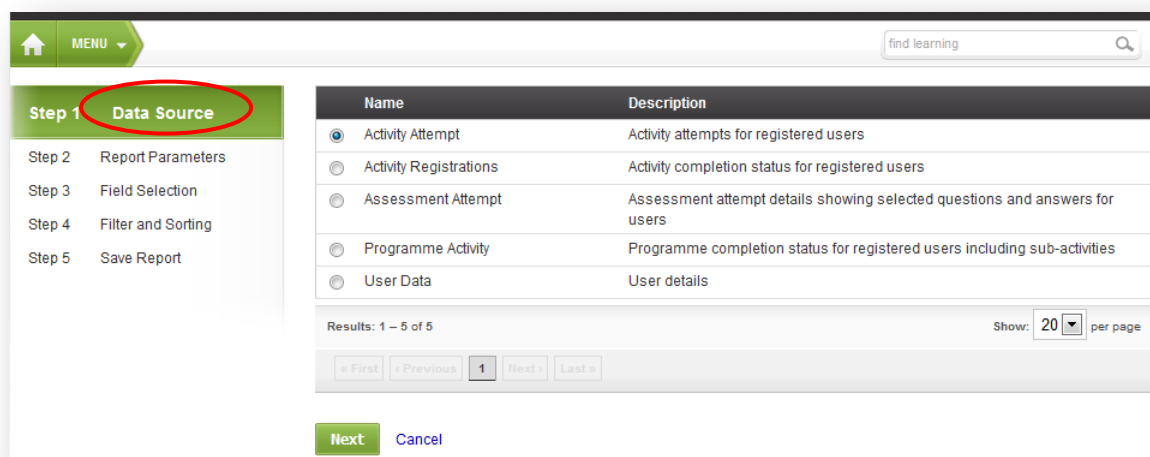 MENU
find learning
Step 1 Data Source
Step 2 Report Parameters
Step 3 Field Selection
Step 4 Filter and Sorting
Step 5 Save Report
Name Description
Activity Attempt Activity attempts for registered users
Activity Registrations Activity completion status for registered users
Assessment Attempt Assessment attempt details showing selected questions and answers for
users
Programme Activity Programme completion status for registered users including sub-activities
User Data User details
Results: 1 – 5 of 5 Show: 20 per page
« First ‹ Previous 1 Next › Last »
Next Cancel